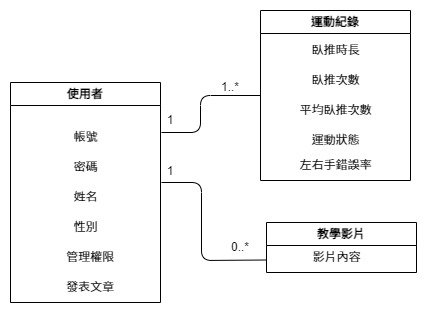 使用者
帳號
密碼
姓名
性別
管理權限
發表文章
1
1..*
運動紀錄
臥推時長
臥推次數
平均臥推次數
運動狀態
左右手錯誤率
1
0..*
教學影片
影片內容